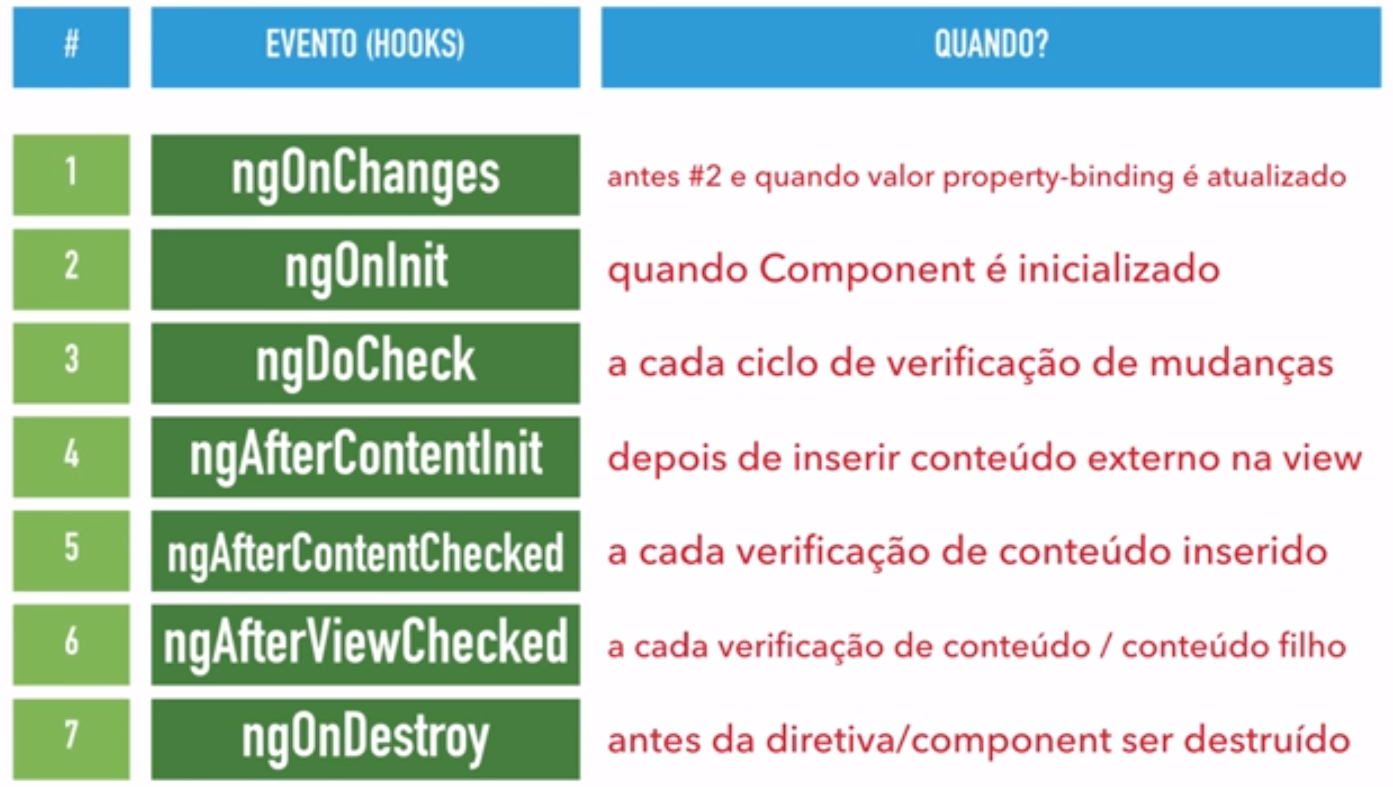 # EVENTO (HOOKS) QUANDO?
1 ngOnChanges antes #2 e quando valor property-binding é atualizado
2 ngOnInit quando Component é inicializado
3 ngDoCheck a cada ciclo de verificação de mudanças
4 ngAfterContentInit depois de inserir conteúdo externo na view
5 ngAfterContentChecked a cada verificação de conteúdo inserido
6 ngAfterViewChecked a cada verificação de conteúdo / conteúdo filho
7 ngOnDestroy antes da diretiva/component ser destruído